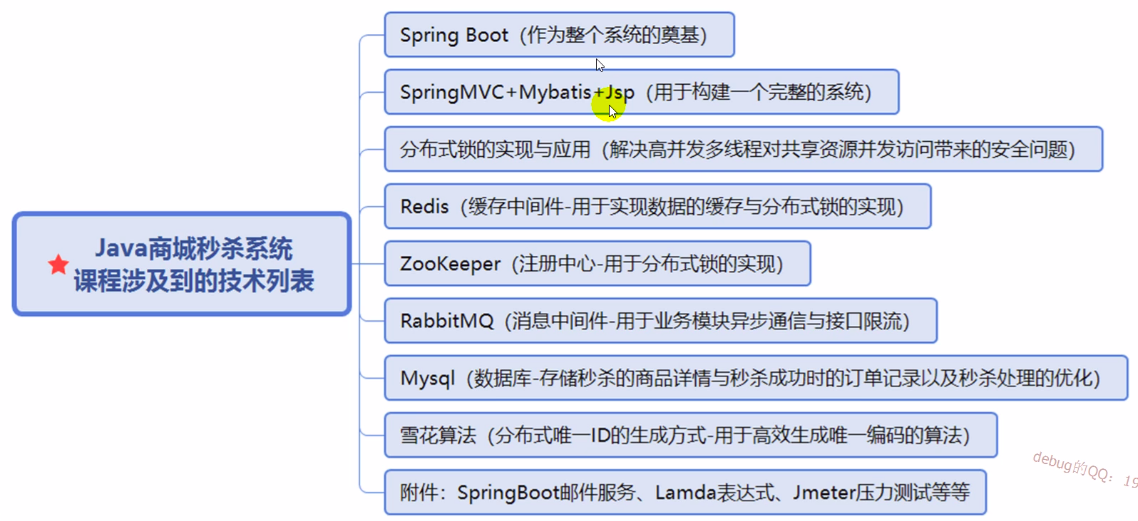 Java商城秒杀系统
课程涉及到的技术列表
Spring Boot（作为整个系统的奠基）
SpringMVC+Mybatis+Jsp（用于构建一个完整的系统）
分布式锁的实现与应用（解决高并发多线程对共享资源并发访问带来的安全问题）
Redis（缓存中间件-用于实现数据的缓存与分布式锁的实现）
ZooKeeper（注册中心-用于分布式锁的实现）
RabbitMQ（消息中间件-用于业务模块异步通信与接口限流）
Mysql（数据库-存储秒杀的商品详情与秒杀成功时的订单记录以及秒杀处理的优化）
雪花算法（分布式唯一ID的生成方式-用于高效生成唯一编码的算法）
附件：SpringBoot邮件服务、Lamda表达式、Jmeter压力测试等等
debug的QQ：19